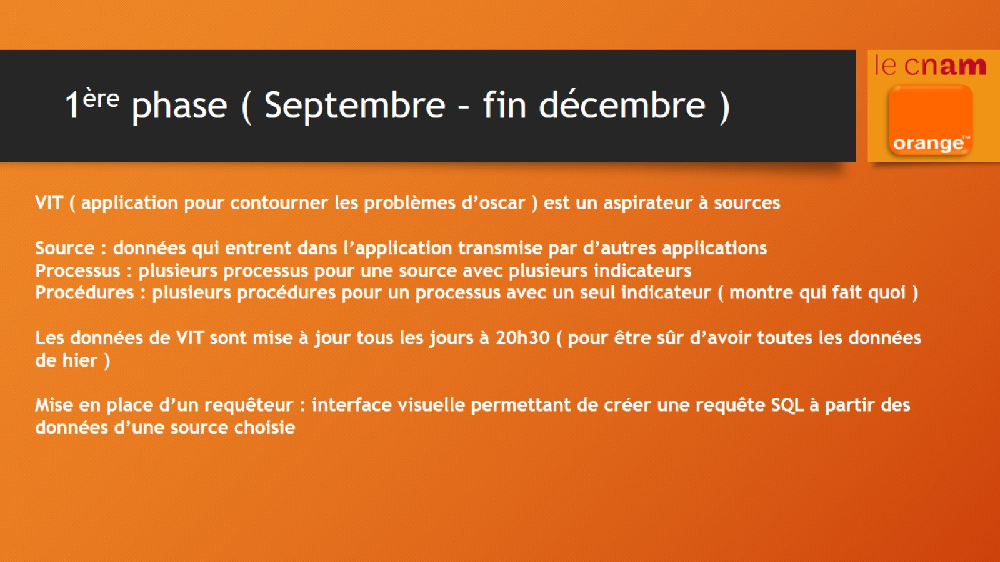 le cnam
1ère phase ( Septembre - fin décembre )
orange™
VIT ( application pour contourner les problèmes d’oscar ) est un aspirateur à sources
Source : données qui entrent dans l’application transmise par d’autres applications
Processus : plusieurs processus pour une source avec plusieurs indicateurs
Procédures : plusieurs procédures pour un processus avec un seul indicateur ( montre qui fait quoi )
Les données de VIT sont mise à jour tous les jours à 20h30 ( pour être sûr d’avoir toutes les données
de hier )
Mise en place d’un requêteur : interface visuelle permettant de créer une requête SQL à partir des
données d’une source choisie